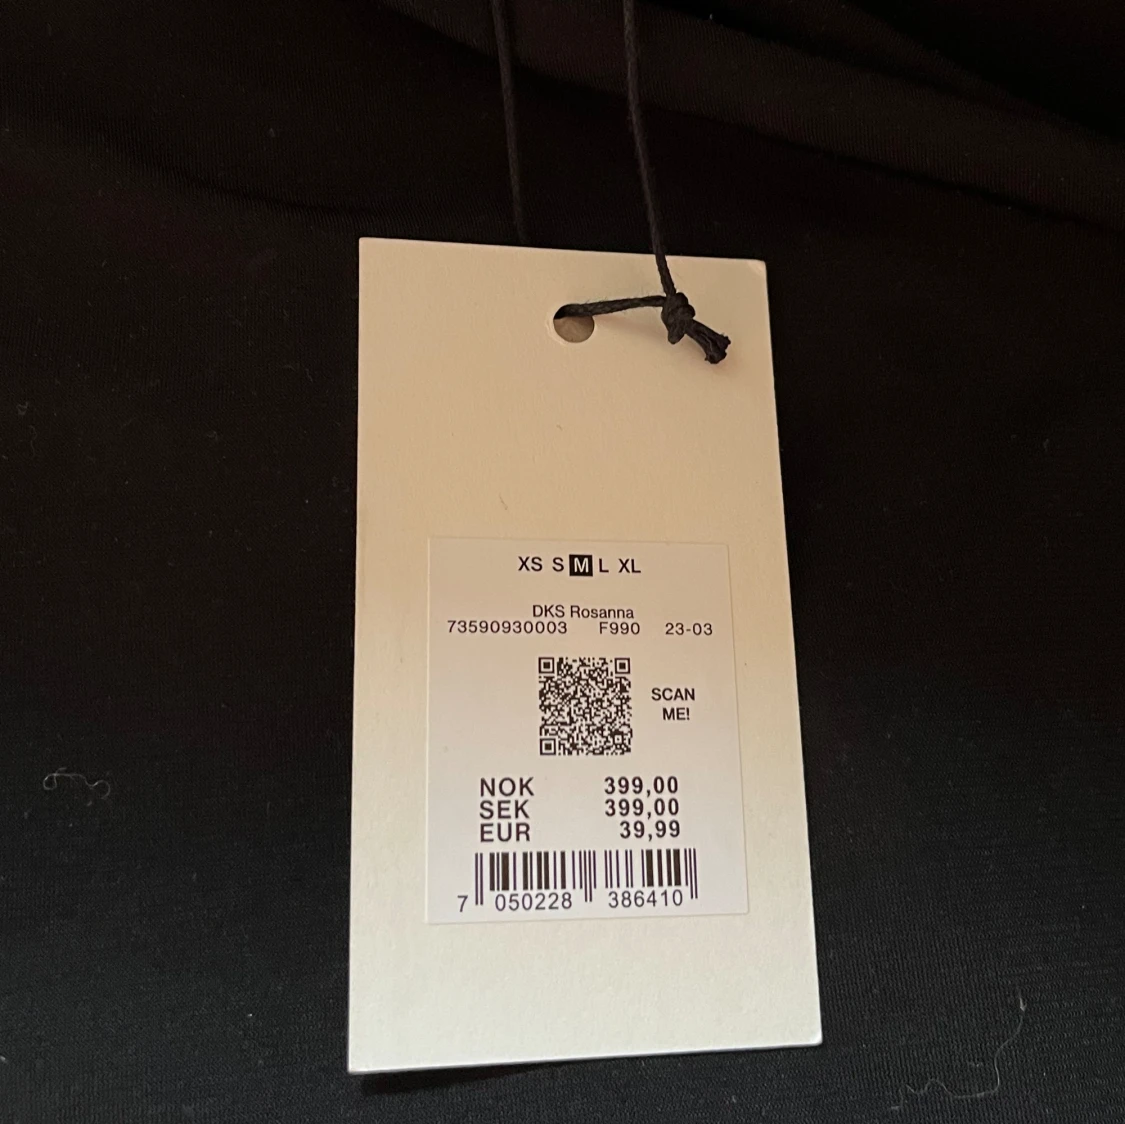 XS S M L XL
DKS Rosanna
73590930003 F990 23-03
SCAN
ME!
NOK 399,00
SEK 399,00
EUR 39,99
7 050228 386410